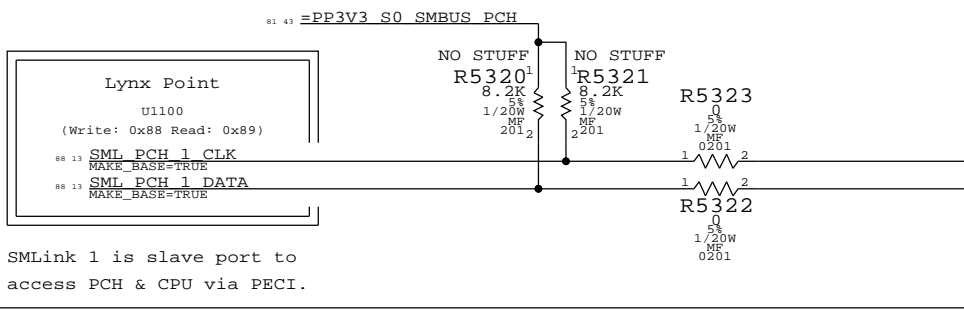 81 43 =PP3V3_S0_SMBUS_PCH
NO STUFF
R5320
1
8.2K
5%
1/20W
MF
201
2
NO STUFF
1
R5321
8.2K
5%
1/20W
MF
201
2
Lynx Point
U1100
(Write: 0x88 Read: 0x89)
88 13 SML_PCH_1_CLK
MAKE_BASE=TRUE
88 13 SML_PCH_1_DATA
MAKE_BASE=TRUE
R5323
0
5%
1/20W
MF
0201
1 2
1 2
R5322
0
5%
1/20W
MF
0201
SMLink 1 is slave port to
access PCH & CPU via PECI.